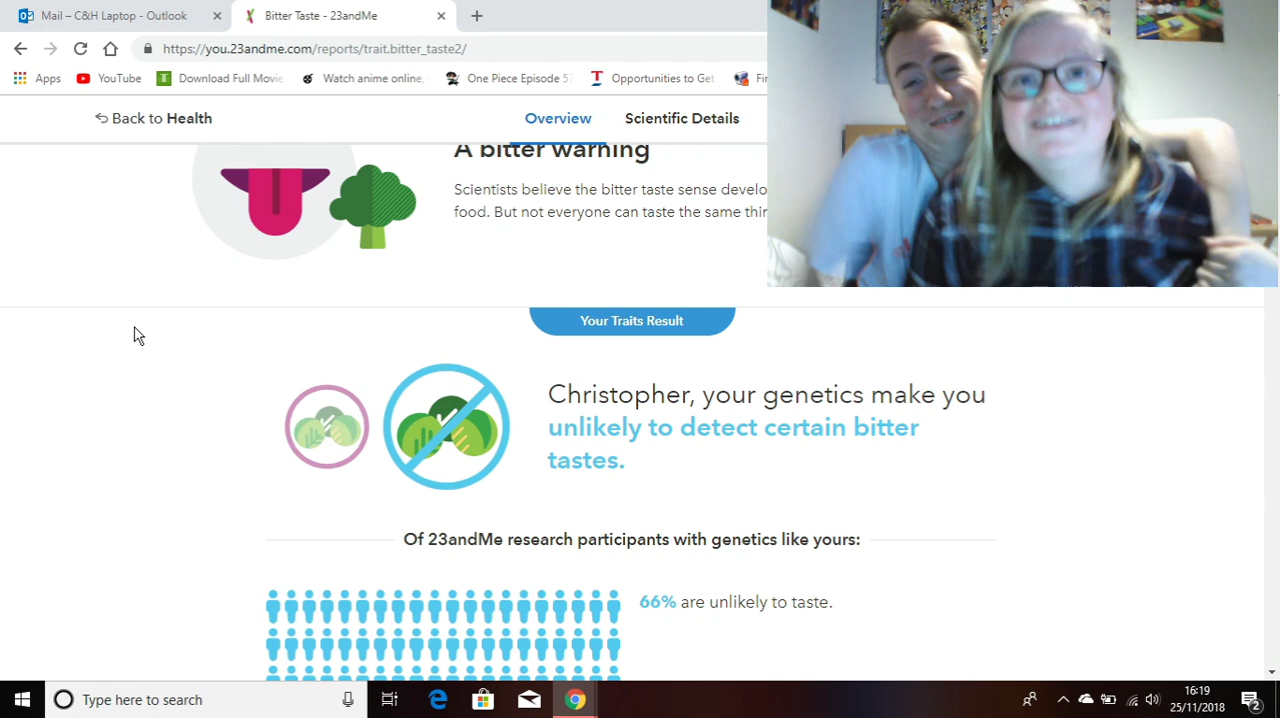 Mail – C&H Laptop - Outlook
Bitter Taste - 23andMe
https://you.23andme.com/reports/trait.bitter_taste2/
Apps
YouTube
Download Full Movie
Watch anime online,
One Piece Episode 57
Opportunities to Get
Fir
Back to Health
Overview
Scientific Details
A bitter warning
Scientists believe the bitter taste sense develo
food. But not everyone can taste the same thin
Your Traits Result
Christopher, your genetics make you
unlikely to detect certain bitter
tastes.
Of 23andMe research participants with genetics like yours:
66% are unlikely to taste.
Type here to search
16:19
25/11/2018
2